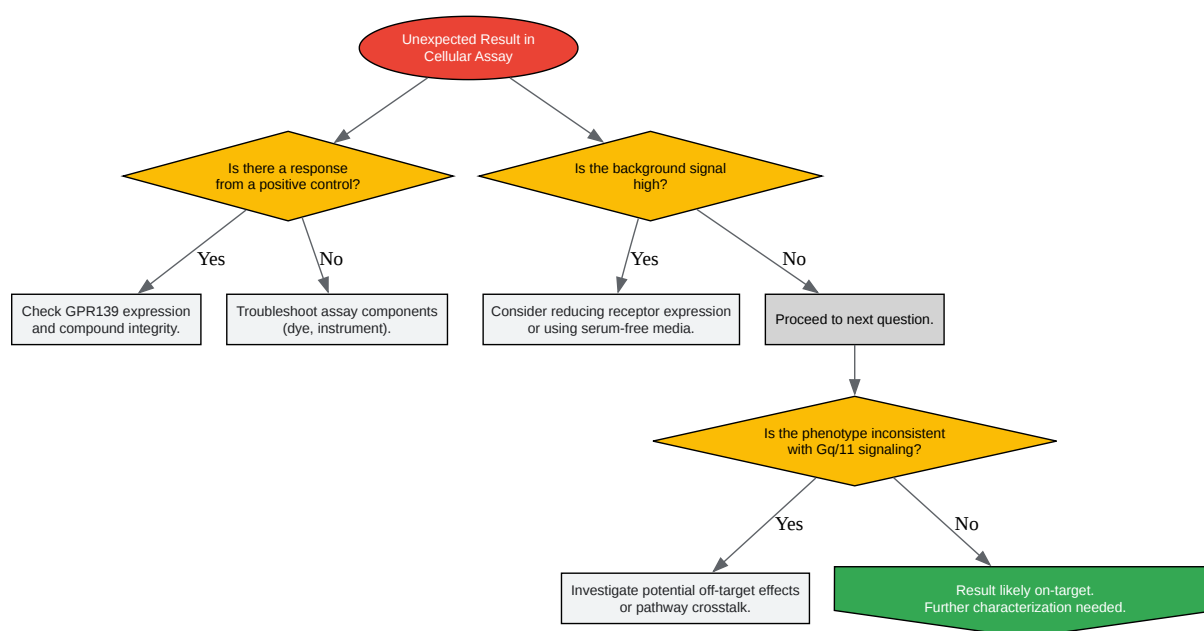 Unexpected Result in
Cellular Assay
Is there a response
from a positive control?
Is the background signal
high?
Yes
No
Yes
No
Check GPR139 expression
and compound integrity.
Troubleshoot assay components
(dye, instrument).
Consider reducing receptor expression
or using serum-free media.
Proceed to next question.
Is the phenotype inconsistent
with Gq/11 signaling?
Yes
No
Investigate potential off-target effects
or pathway crosstalk.
Result likely on-target.
Further characterization needed.